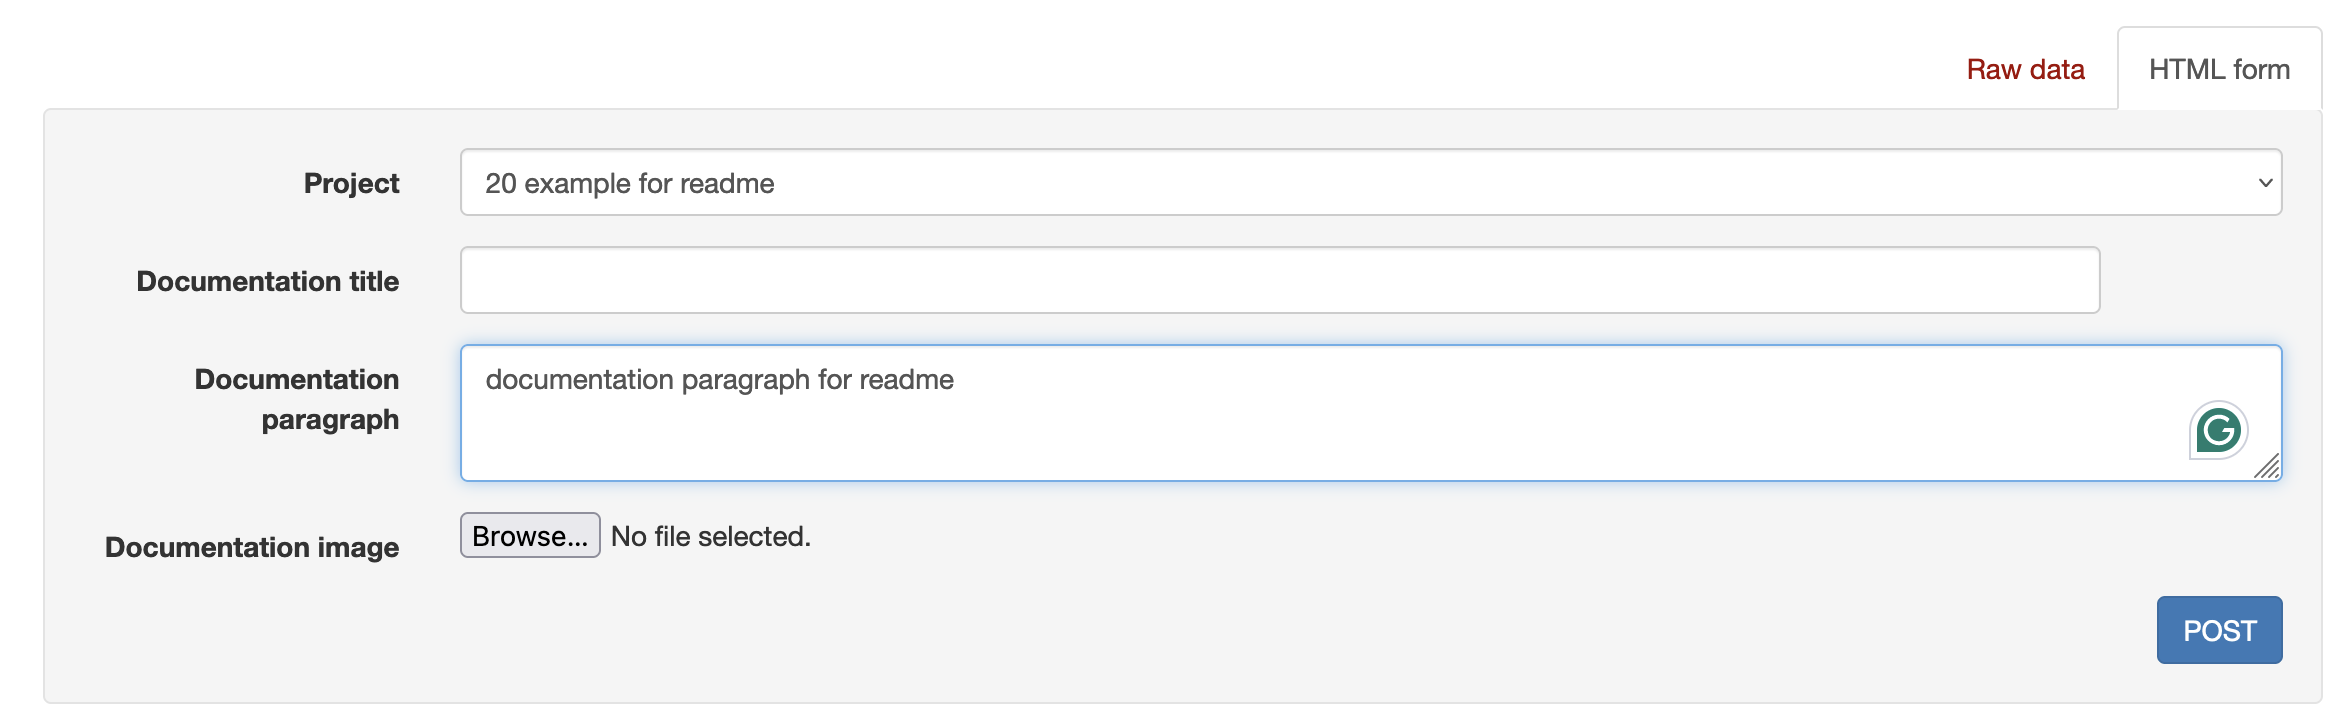 Raw data
HTML form
Project
20 example for readme
Documentation title
Documentation
paragraph
documentation paragraph for readme
Documentation image
Browse...
No file selected.
POST